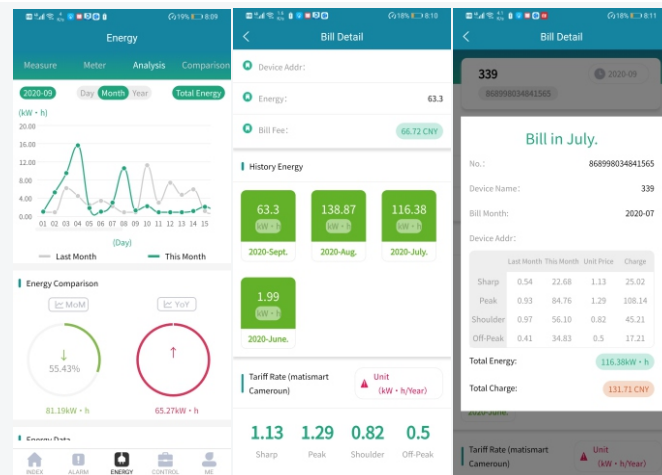 19% 8:09
Energy
Measure Meter Analysis Comparison
2020-09 Day Month Year Total Energy
(kW・h)
20.00
16.00
12.00
8.00
4.00
0.00
01 02 03 04 05 06 07 08 09 10 11 12 13 14 15
(Day)
Last Month This Month
Energy Comparison
MoM YoY
55.43%
81.19kW・h 65.27kW・h
Energy Data
INDEX ALARM ENERGY CONTROL ME
18% 8:10
Bill Detail
Device Addr:
Energy: 63.3
Bill Fee: 66.72 CNY
History Energy
63.3 138.87 116.38
kW・h kW・h kW・h
2020-Sept. 2020-Aug. 2020-July.
1.99
kW・h
2020-June.
Tariff Rate (matismart Cameroun)
Unit
(kW・h/Year)
1.13 1.29 0.82 0.5
Sharp Peak Shoulder Off-Peak
18% 8:11
Bill Detail
339 2020-09
868998034841565
Bill in July.
No.: 868998034841565
Device Name: 339
Bill Month: 2020-07
Device Addr:
Last Month This Month Unit Price Charge
Sharp 0.54 22.68 1.13 25.02
Peak 0.93 84.76 1.29 108.14
Shoulder 0.97 56.10 0.82 45.21
Off-Peak 0.41 34.83 0.5 17.21
Total Energy: 116.38kW・h
Total Charge: 131.71 CNY
2020-June.
Tariff Rate (matismart Cameroun)
Unit
(kW・h/Year)